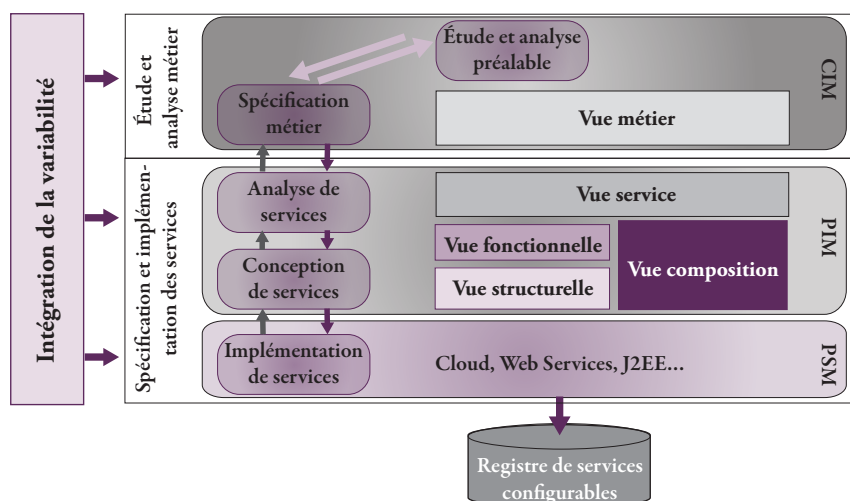 Intégration de la variabilité
Étude et
analyse métier
Étude et analyse
préalable
Spécification
métier
Vue métier
CIM
Spécification et implémen-
tation des services
Analyse de
services
Vue service
Vue fonctionnelle
Vue composition
Conception
de services
Vue structurelle
PIM
Implémentation
de services
Cloud, Web Services, J2EE...
PSM
Registre de services
configurables